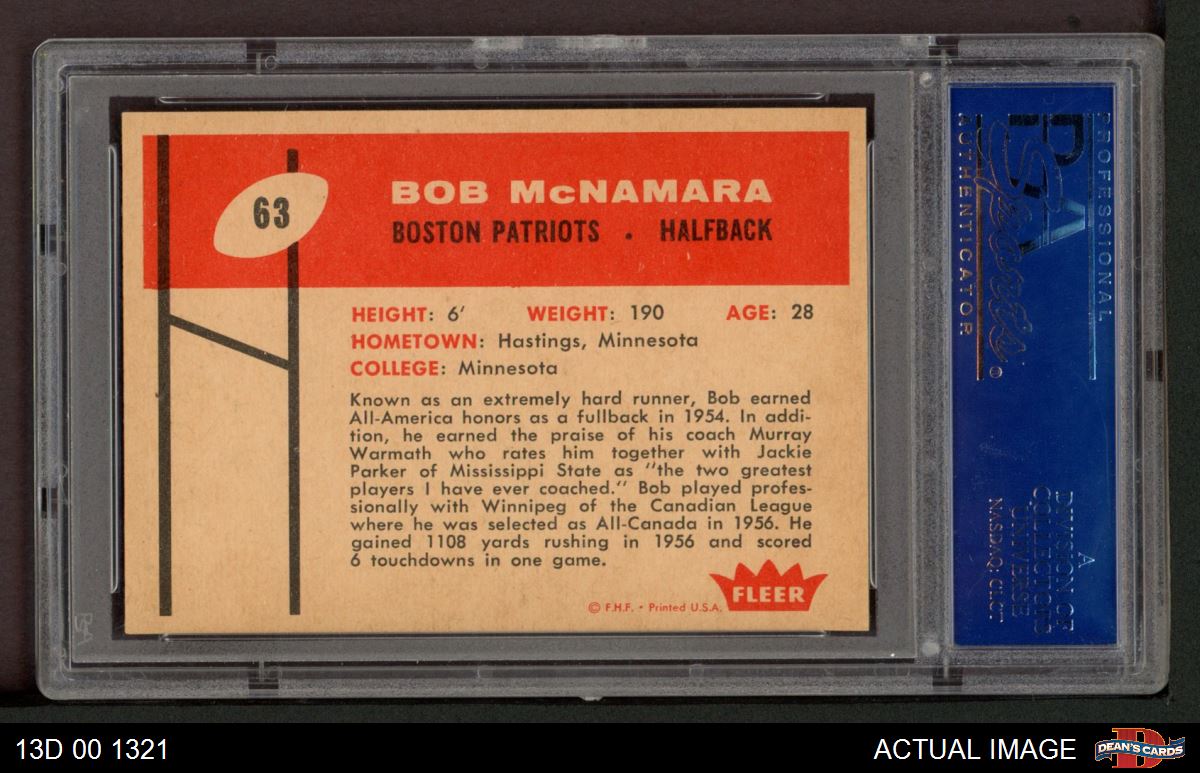 63
BOB McNAMARA
BOSTON PATRIOTS • HALFBACK
HEIGHT: 6' WEIGHT: 190 AGE: 28
HOMETOWN: Hastings, Minnesota
COLLEGE: Minnesota
Known as an extremely hard runner, Bob earned
All-America honors as a fullback in 1954. In addi-
tion, he earned the praise of his coach Murray
Warmath who rates him together with Jackie
Parker of Mississippi State as "the two greatest
players I have ever coached." Bob played profes-
sionally with Winnipeg of the Canadian League
where he was selected as All-Canada in 1956. He
gained 1108 yards rushing in 1956 and scored
6 touchdowns in one game.
FLEER
© F.H.F. • Printed U.S.A.
PROFESSIONAL
PSA
Sports
®
AUTHENTICATOR
A
DIVISION OF
COLLECTORS
UNIVERSE
NASDAQ: CLCT
PSA
13D 00 1321
ACTUAL IMAGE
DEAN'S CARDS